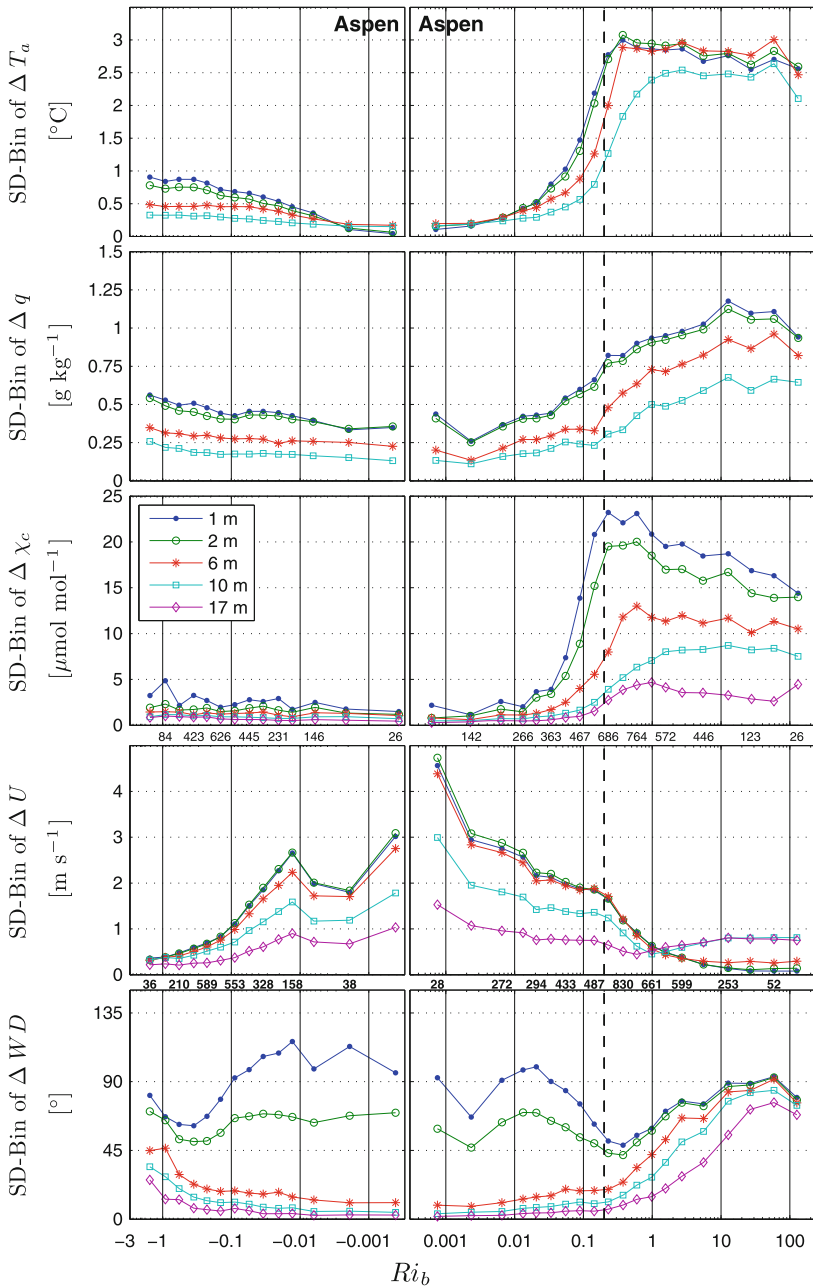 Aspen
Aspen
SD-Bin of Δ T_a
[°C]
3
2.5
2
1.5
1
0.5
0
SD-Bin of Δ q
[g kg⁻¹]
1.5
1.25
1
0.75
0.5
0.25
0
SD-Bin of Δ χ_c
[μmol mol⁻¹]
25
20
15
10
5
0
1 m
2 m
6 m
10 m
17 m
84 423 626 445 231 146 26
142 266 363 467 686 764 572 446 123 26
SD-Bin of Δ U
[m s⁻¹]
4
3
2
1
0
36 210 589 553 328 158 38
28 272 294 433 487 830 661 599 253 52
SD-Bin of Δ WD
[°]
135
90
45
0
−3 −1 −0.1 −0.01 −0.001
0.001 0.01 0.1 1 10 100
Ri_b